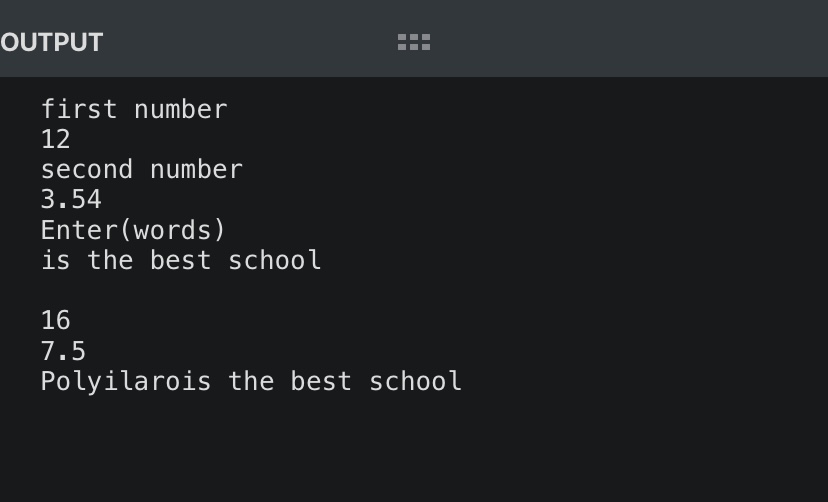 OUTPUT
first number
12
second number
3.54
Enter(words)
is the best school
16
7.5
Polyilarois the best school